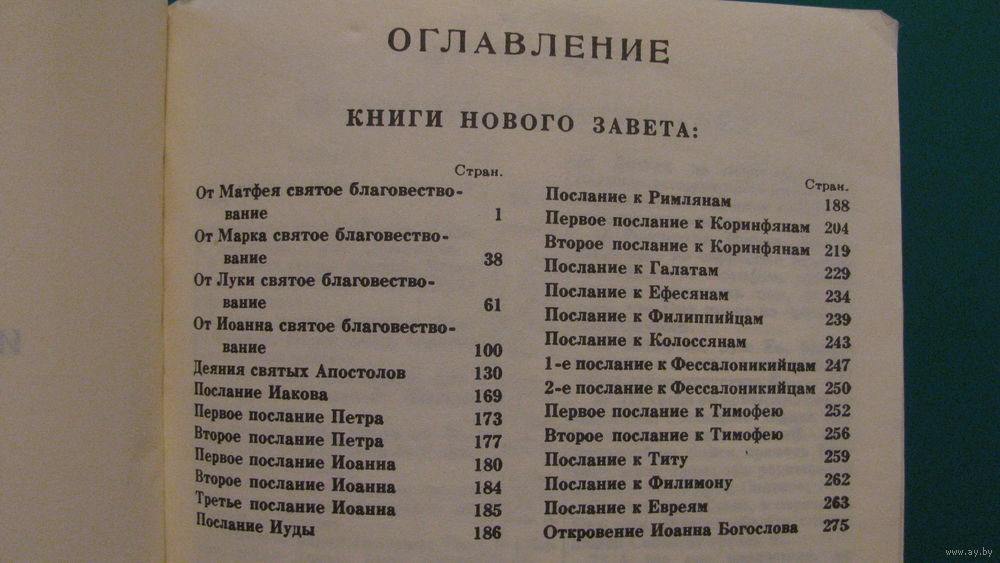 ОГЛАВЛЕНИЕ
КНИГИ НОВОГО ЗАВЕТА:
Стран.
От Матфея святое благовество-
вание 1
От Марка святое благовество-
вание 38
От Луки святое благовество-
вание 61
От Иоанна святое благовество-
вание 100
Деяния святых Апостолов 130
Послание Иакова 169
Первое послание Петра 173
Второе послание Петра 177
Первое послание Иоанна 180
Второе послание Иоанна 184
Третье послание Иоанна 185
Послание Иуды 186
Стран.
Послание к Римлянам 188
Первое послание к Коринфянам 204
Второе послание к Коринфянам 219
Послание к Галатам 229
Послание к Ефесянам 234
Послание к Филиппийцам 239
Послание к Колоссянам 243
1-е послание к Фессалоникийцам 247
2-е послание к Фессалоникийцам 250
Первое послание к Тимофею 252
Второе послание к Тимофею 256
Послание к Титу 259
Послание к Филимону 262
Послание к Евреям 263
Откровение Иоанна Богослова 275
www.ay.by